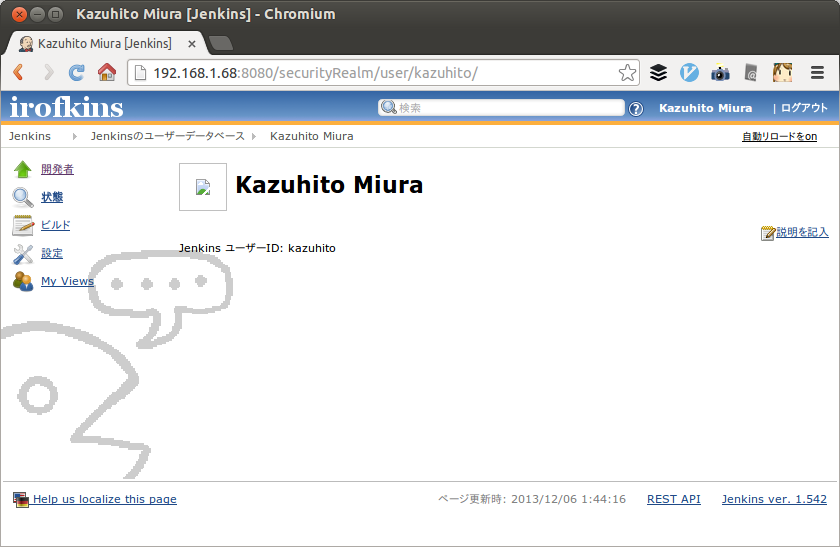 Kazuhito Miura [Jenkins] - Chromium
Kazuhito Miura [Jenkins]
192.168.1.68:8080/securityRealm/user/kazuhito/
irofkins 検索 Kazuhito Miura | ログアウト
Jenkins Jenkinsのユーザーデータベース Kazuhito Miura 自動リロードをon
開発者
状態
ビルド
設定
My Views
Kazuhito Miura
説明を記入
Jenkins ユーザーID: kazuhito
Help us localize this page ページ更新時: 2013/12/06 1:44:16 REST API Jenkins ver. 1.542